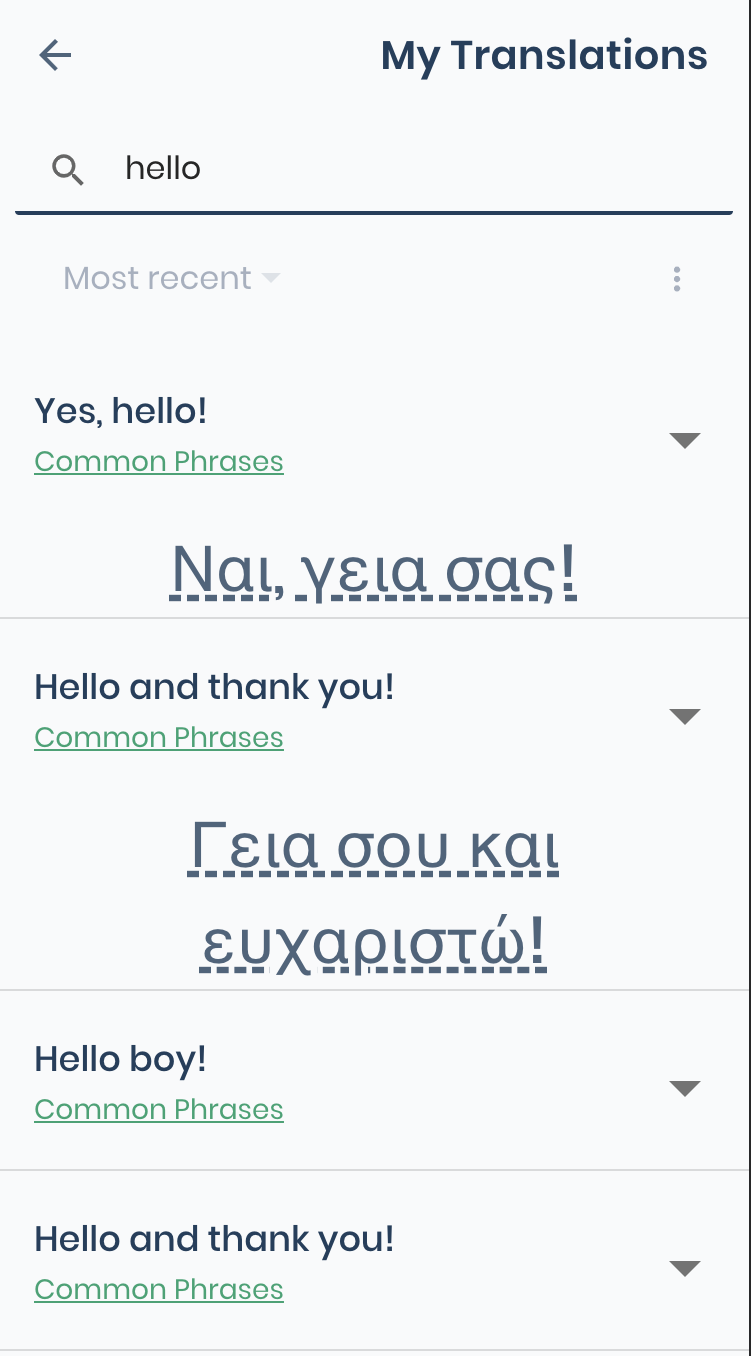 My Translations
hello
Most recent
Yes, hello!
Common Phrases
Ναι, γεια σας!
Hello and thank you!
Common Phrases
Γεια σου και
ευχαριστώ!
Hello boy!
Common Phrases
Hello and thank you!
Common Phrases